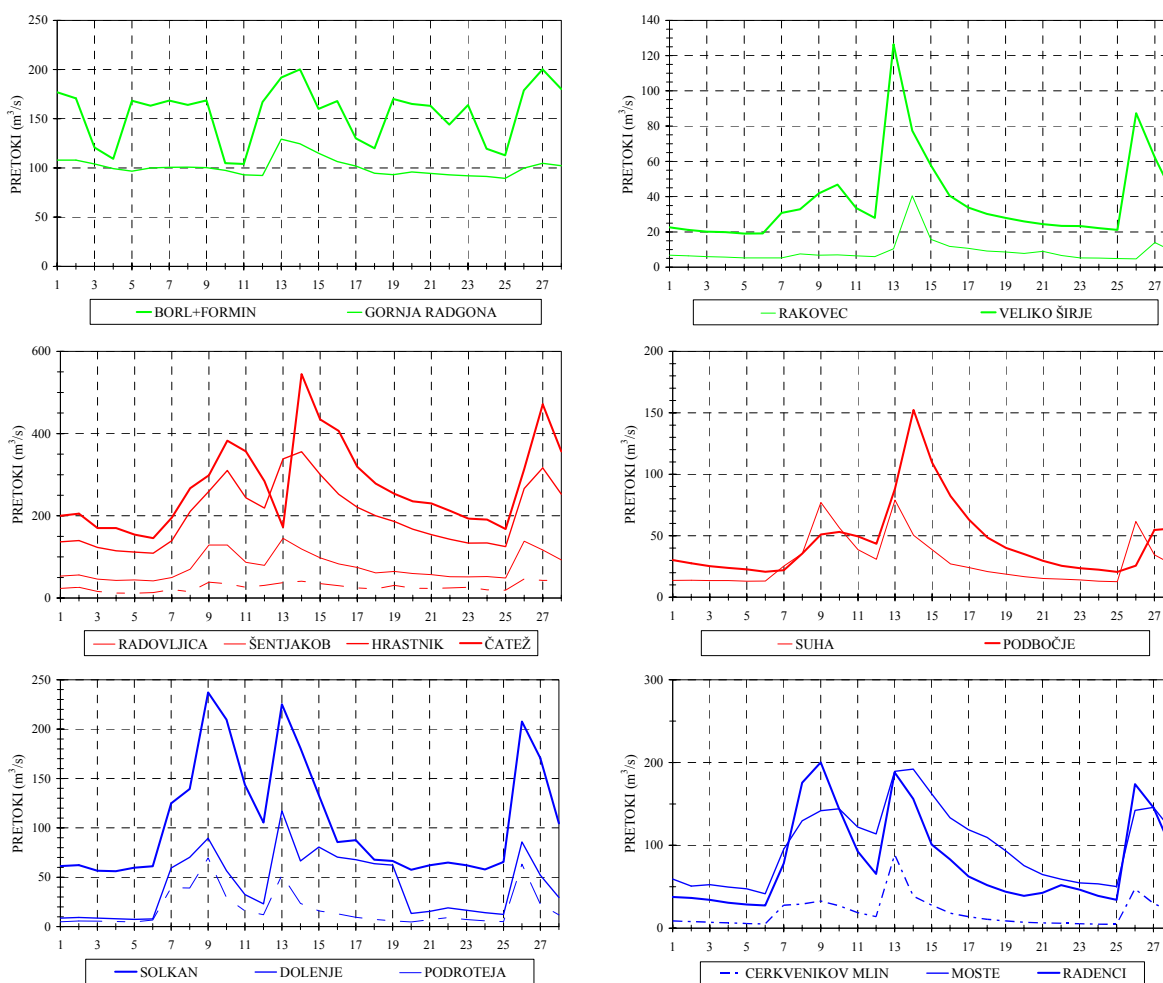 PRETOKI (m³/s)
250
200
150
100
50
0
1 3 5 7 9 11 13 15 17 19 21 23 25 27
BORL+FORMIN GORNJA RADGONA
PRETOKI (m³/s)
140
120
100
80
60
40
20
0
1 3 5 7 9 11 13 15 17 19 21 23 25 27
RAKOVEC VELIKO ŠIRJE
PRETOKI (m³/s)
600
400
200
0
1 3 5 7 9 11 13 15 17 19 21 23 25 27
RADOVLJICA ŠENTJAKOB HRASTNIK ČATEŽ
PRETOKI (m³/s)
200
150
100
50
0
1 3 5 7 9 11 13 15 17 19 21 23 25 27
SUHA PODBOČJE
PRETOKI (m³/s)
250
200
150
100
50
0
1 3 5 7 9 11 13 15 17 19 21 23 25 27
SOLKAN DOLENJE PODROTEJA
PRETOKI (m³/s)
300
200
100
0
1 3 5 7 9 11 13 15 17 19 21 23 25 27
CERKVENIKOV MLIN MOSTE RADENCI